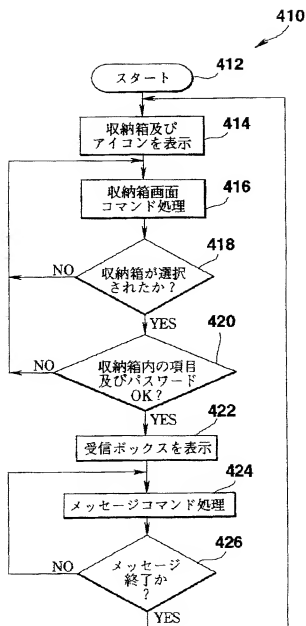 410
スタート
412
収納箱及び
アイコンを表示
414
収納箱画面
コマンド処理
416
418
収納箱が選択
されたか?
NO
YES
420
収納箱内の項目
及びパスワード
OK?
NO
YES
422
受信ボックスを表示
424
メッセージコマンド処理
426
メッセージ
終了か
?
NO
YES